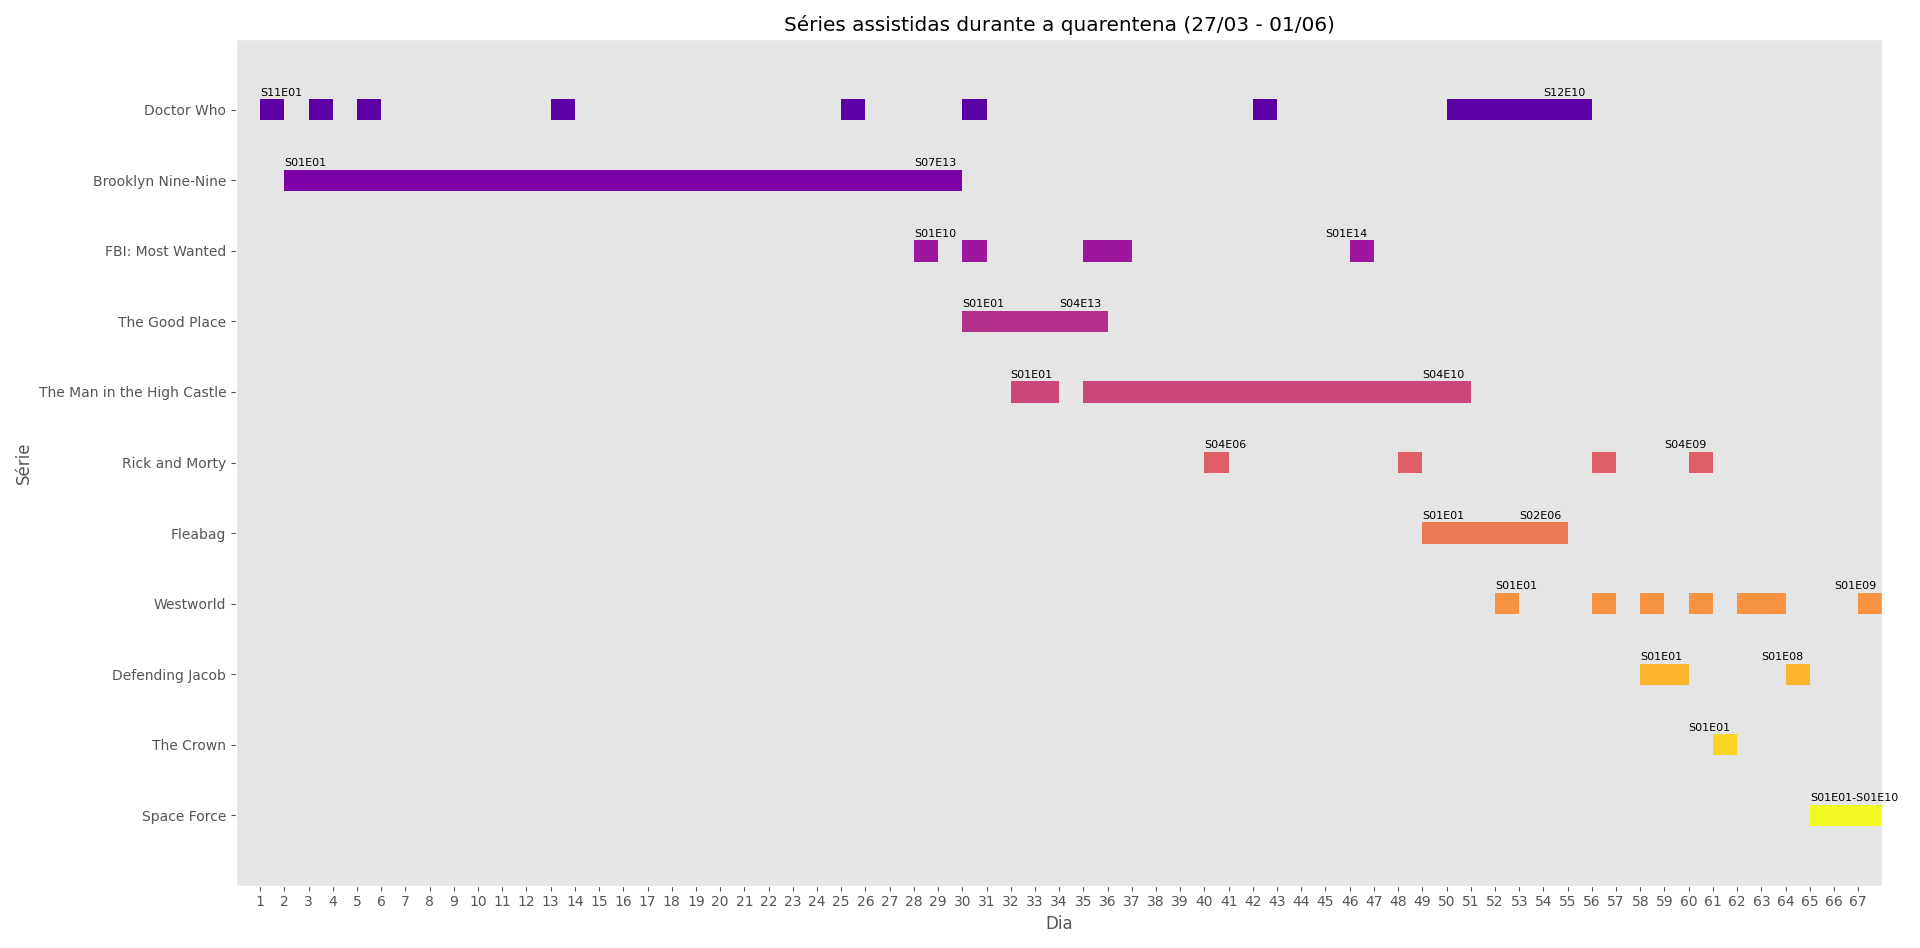 Séries assistidas durante a quarentena (27/03 - 01/06)
Série
Doctor Who
S11E01 S12E10
Brooklyn Nine-Nine
S01E01 S07E13
FBI: Most Wanted
S01E10 S01E14
The Good Place
S01E01 S04E13
The Man in the High Castle
S01E01 S04E10
Rick and Morty
S04E06 S04E09
Fleabag
S01E01 S02E06
Westworld
S01E01 S01E09
Defending Jacob
S01E01 S01E08
The Crown
S01E01
Space Force
S01E01-S01E10
1 2 3 4 5 6 7 8 9 10 11 12 13 14 15 16 17 18 19 20 21 22 23 24 25 26 27 28 29 30 31 32 33 34 35 36 37 38 39 40 41 42 43 44 45 46 47 48 49 50 51 52 53 54 55 56 57 58 59 60 61 62 63 64 65 66 67
Dia